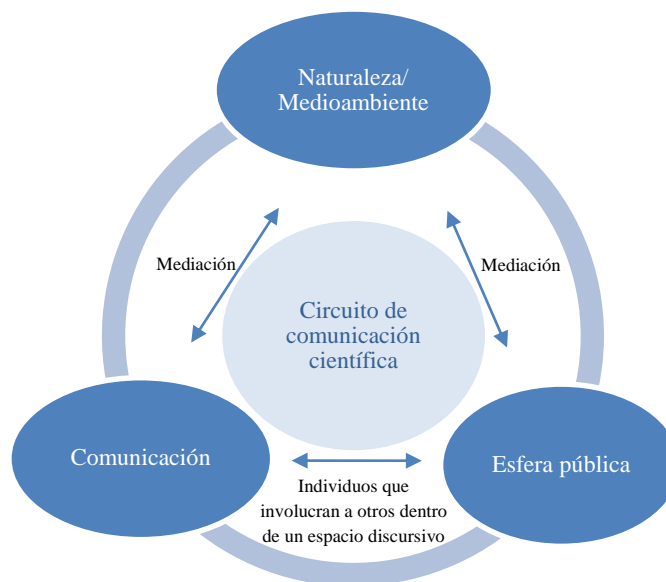 Naturaleza/
Medioambiente
Mediación
Mediación
Circuito de
comunicación
científica
Comunicación
Esfera pública
Individuos que
involucran a otros dentro
de un espacio discursivo